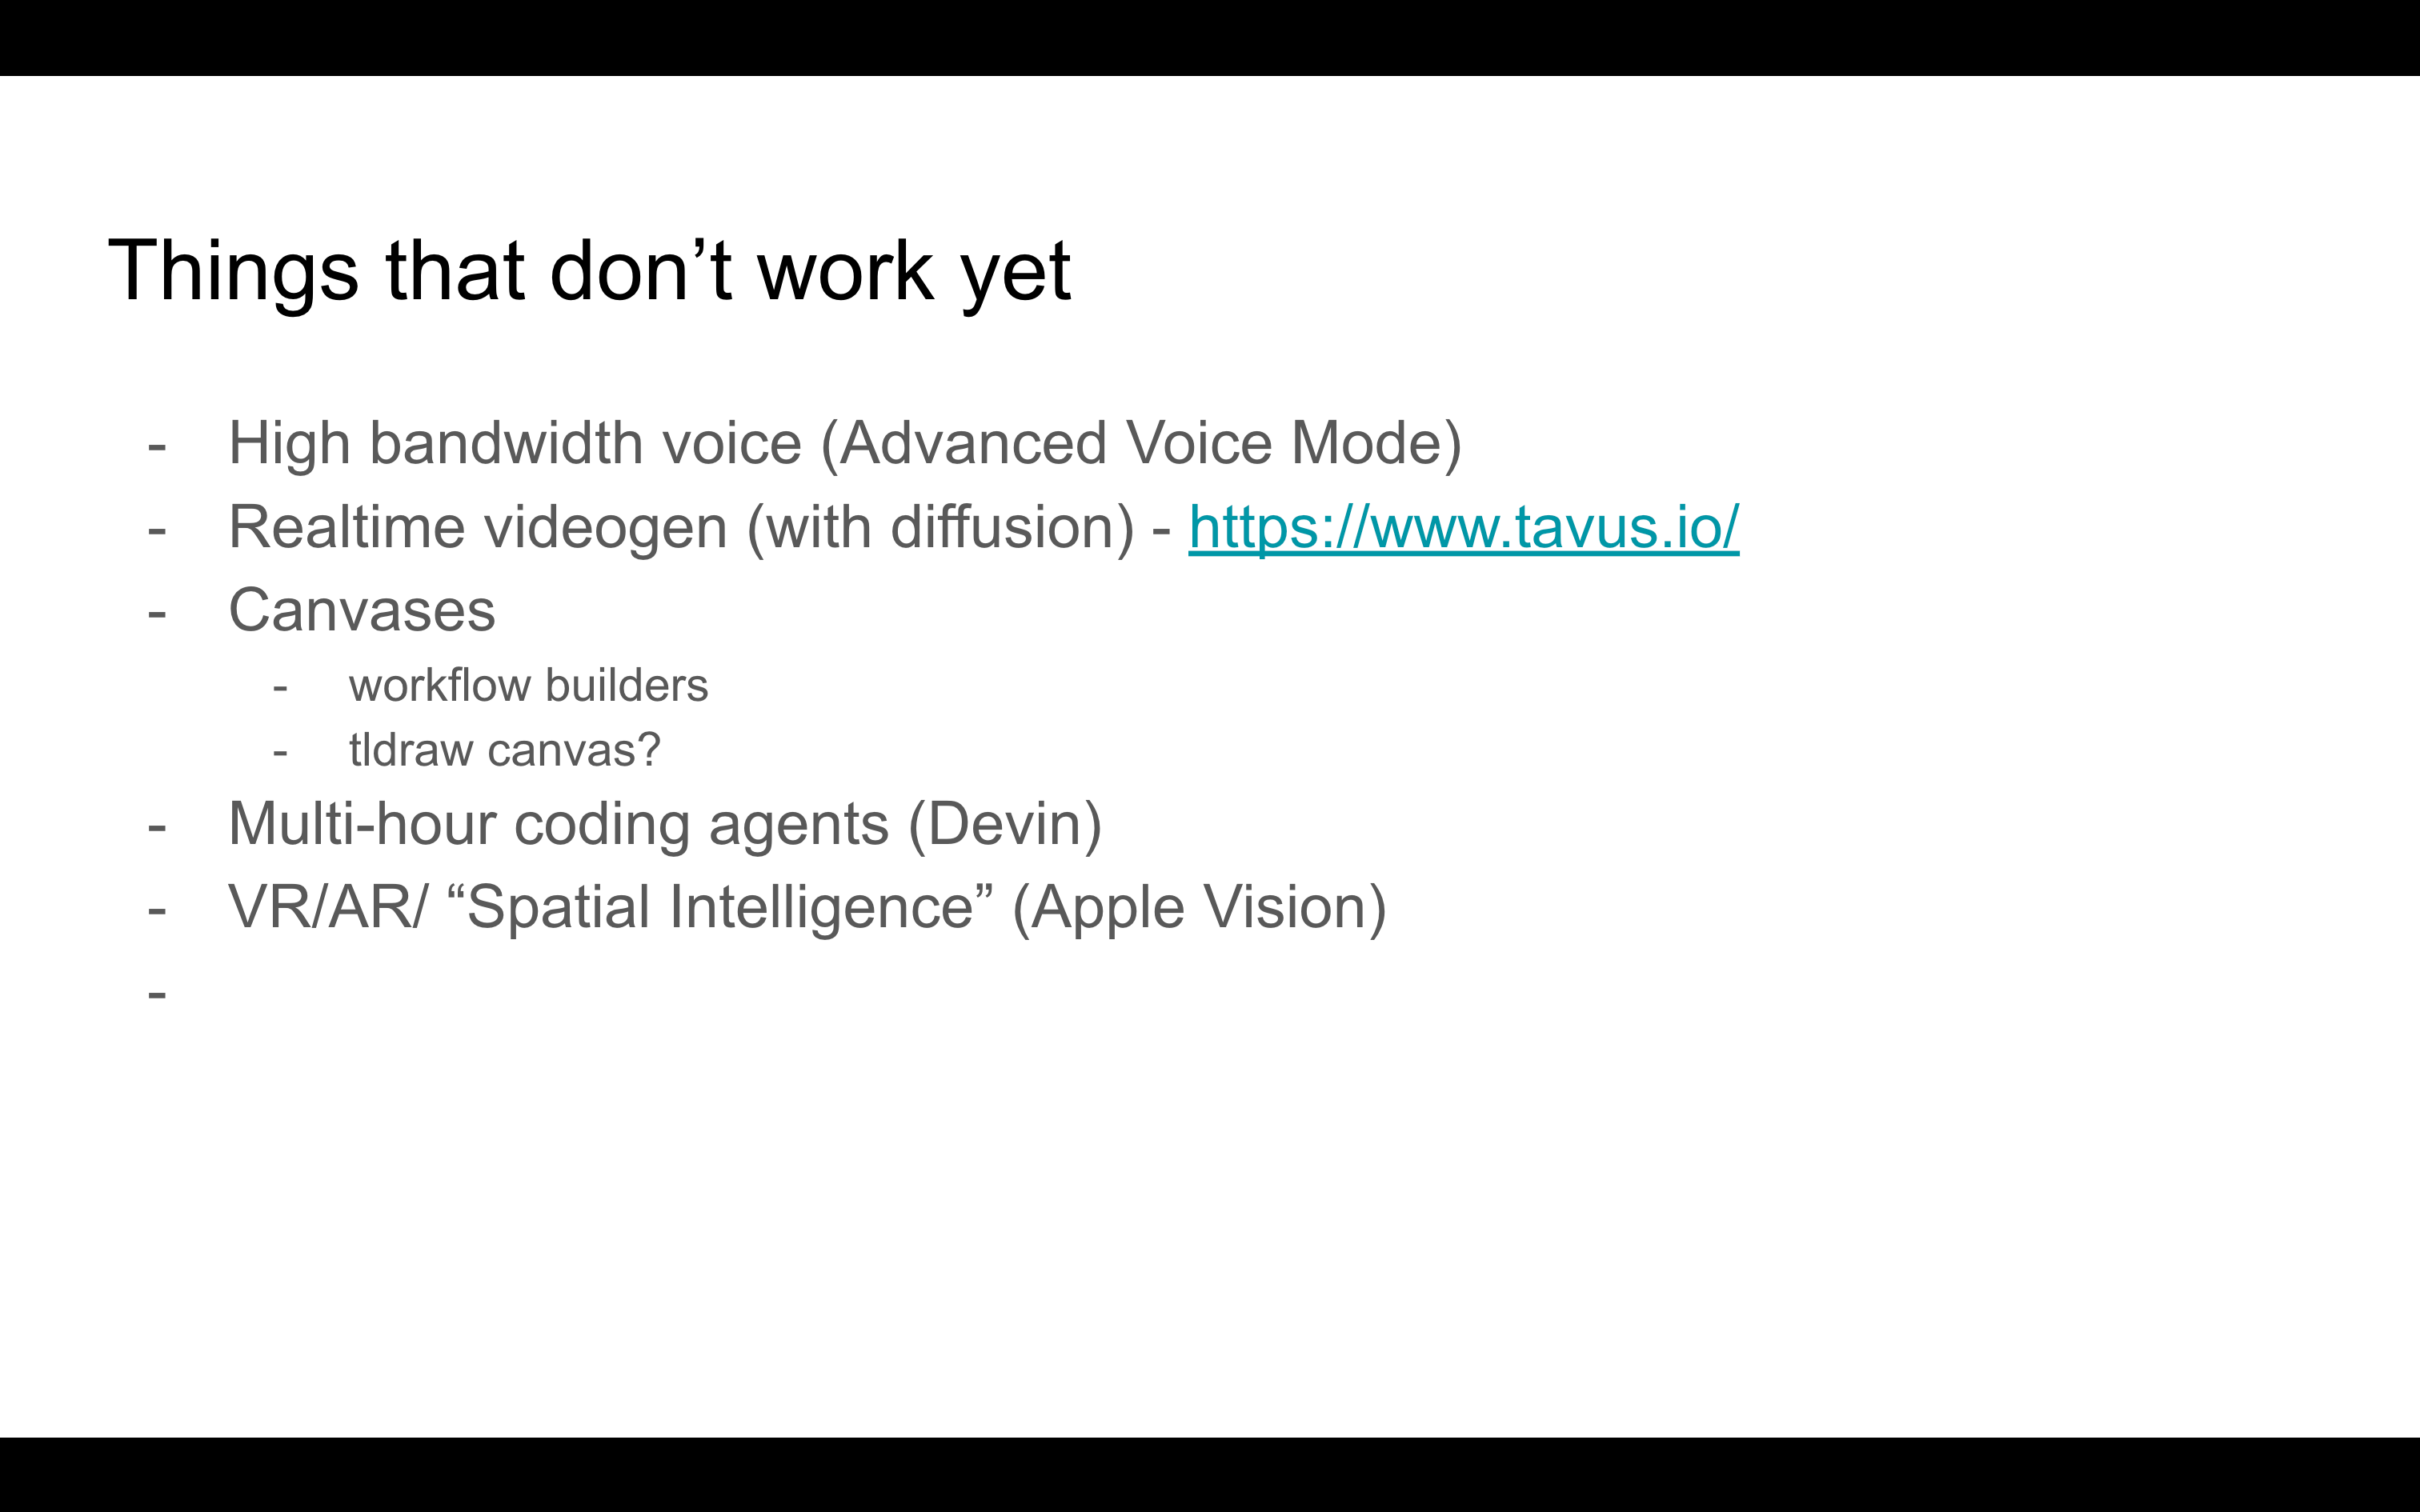 Things that don’t work yet
- High bandwidth voice (Advanced Voice Mode)
- Realtime videogen (with diffusion) - https://www.tavus.io/
- Canvases
- workflow builders
- tldraw canvas?
- Multi-hour coding agents (Devin)
- VR/AR/ “Spatial Intelligence” (Apple Vision)
-